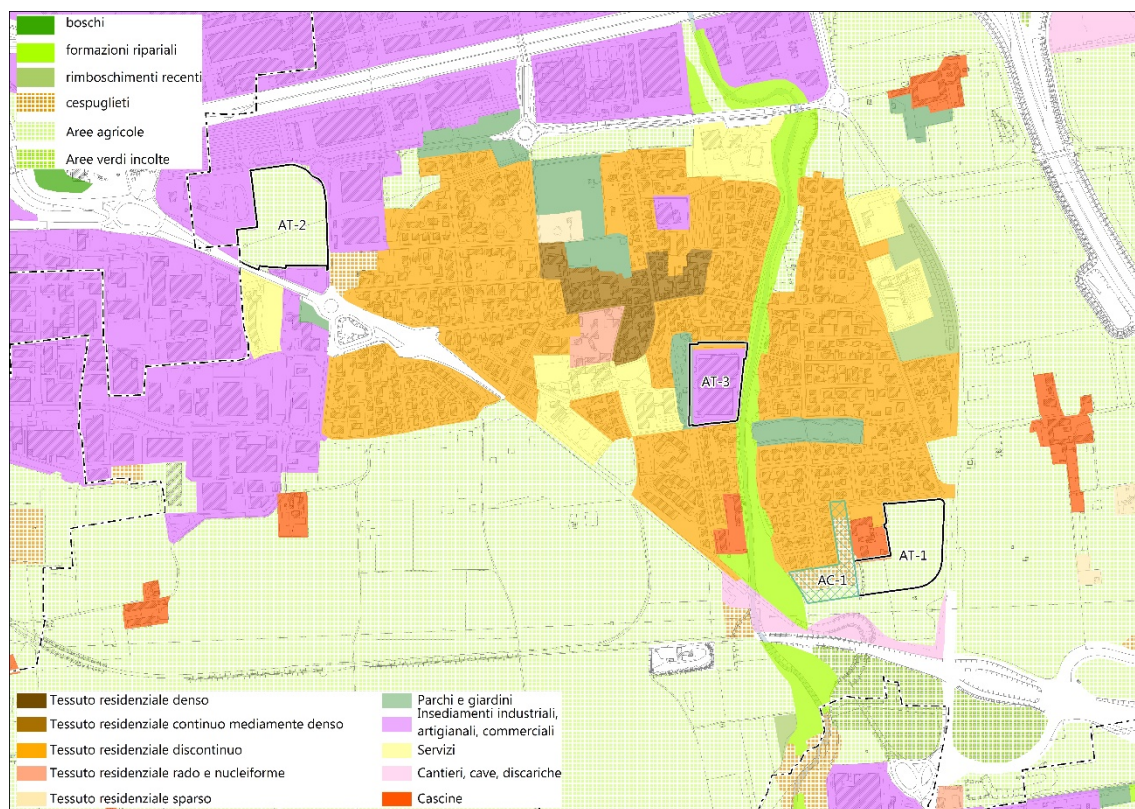 boschi
formazioni ripariali
rimboschimenti recenti
cespuglieti
Aree agricole
Aree verdi incolte
AT-2
AT-3
AT-1
AC-1
Tessuto residenziale denso
Tessuto residenziale continuo mediamente denso
Tessuto residenziale discontinuo
Tessuto residenziale rado e nucleiforme
Tessuto residenziale sparso
Parchi e giardini
Insediamenti industriali,
artigianali, commerciali
Servizi
Cantieri, cave, discariche
Cascine